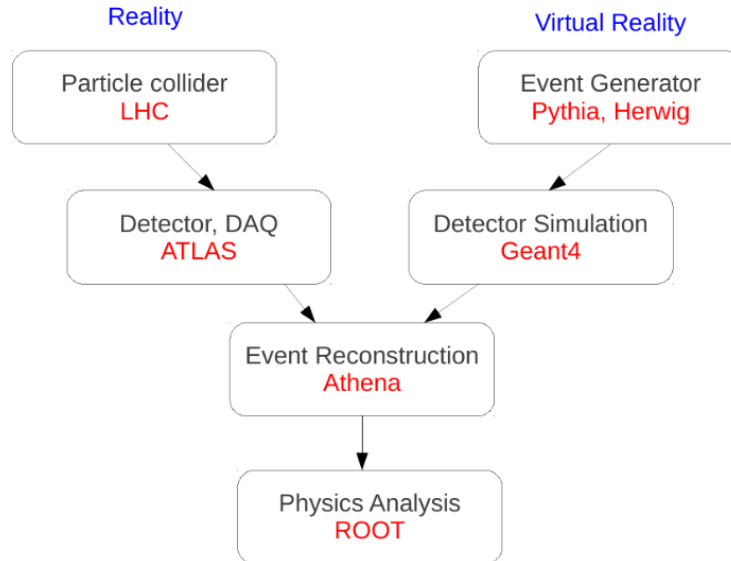 Reality
Virtual Reality
Particle collider
LHC
Event Generator
Pythia, Herwig
Detector, DAQ
ATLAS
Detector Simulation
Geant4
Event Reconstruction
Athena
Physics Analysis
ROOT